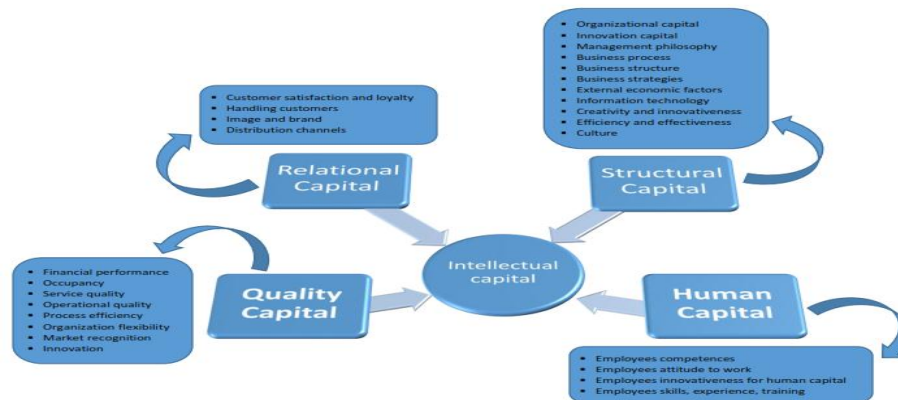 Organizational capital
Innovation capital
Management philosophy
Business process
Business structure
Business strategies
External economic factors
Information technology
Creativity and innovativeness
Efficiency and effectiveness
Culture
Customer satisfaction and loyalty
Handling customers
Image and brand
Distribution channels
Relational
Capital
Structural
Capital
Intellectual
capital
Financial performance
Occupancy
Service quality
Operational quality
Process efficiency
Organization flexibility
Market recognition
Innovation
Quality
Capital
Human
Capital
Employees competences
Employees attitude to work
Employees innovativeness for human capital
Employees skills, experience, training